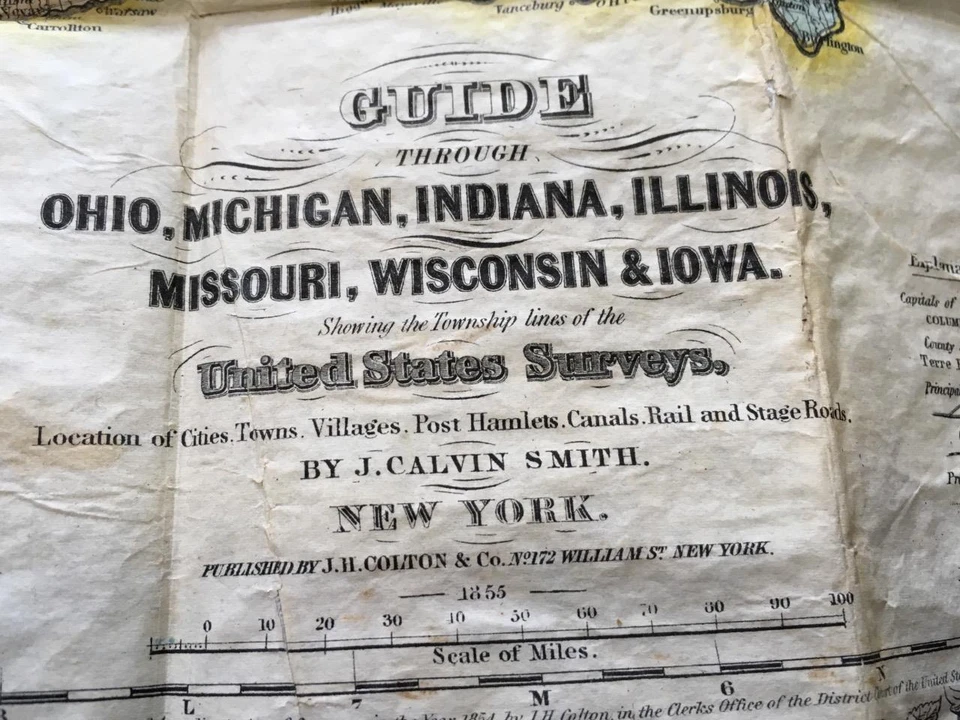 Warsaw
Carrollton
Vanceburg
Greenupsburg
Burlington
GUIDE
THROUGH
OHIO, MICHIGAN, INDIANA, ILLINOIS,
MISSOURI, WISCONSIN & IOWA.
Showing the Township lines of the
United States Surveys,
Location of Cities. Towns. Villages. Post Hamlets. Canals. Rail and Stage Roads.
BY J. CALVIN SMITH.
NEW YORK.
PUBLISHED BY J. H. COLTON & Co. No. 172 WILLIAM ST. NEW YORK.
1855
0 10 20 30 40 50 60 70 80 90 100
Scale of Miles.
L 7 M 6 N
in the Year 1854, by J.H. Colton, in the Clerks Office of the District Court of the United
Capitals of
County
Terre